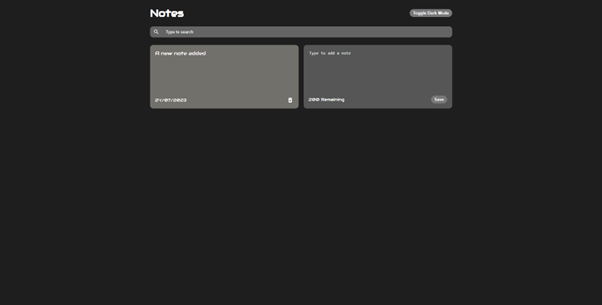 Notes
Toggle Dark Mode
Type to search
A new note added
24/07/2023
Type to add a note
200 Remaining
Save